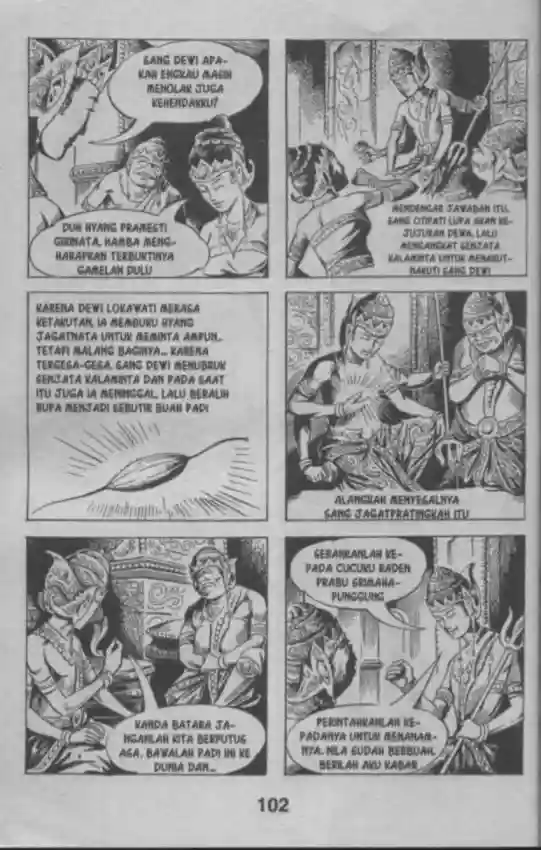 SANG DEWI APA-
KAH ENGKAU MASIH
MENOLAK JUGA
KEHENDAKKU?
DUH HYANG PRAMESTI
GIRINATA, HAMBA MENG-
HARAPKAN TERBUKTINYA
GAMELAN DULU
MENDENGAR JAWABAN ITU,
SANG CITIPATI LUPA AKAN KE-
JUJURAN DEWA, LALU
MENGANGKAT SENJATA
KALAMINTA UNTUK MENAKUT-
NAKUTI SANG DEWI
KARENA DEWI LOKAWATI MERASA
KETAKUTAN, IA MEMBURU HYANG
JAGATNATA UNTUK MEMINTA AMPUN..
TETAPI MALANG BAGINYA... KARENA
TERGESA-GESA, SANG DEWI MENUBRUK
SENJATA KALAMINTA DAN PADA SAAT
ITU JUGA IA MENINGGAL, LALU BERALIH
RUPA MENJADI SEBUTIR BUAH PADI
ALANGKAH MENYESALNYA
SANG JAGATPRATINGKAH ITU
KANDA BATARA JA-
NGANLAH KITA BERPUTUS
ASA. BAWALAH PADI INI KE
DUNIA DAN...
SERAHKANLAH KE-
PADA CUCUKU RADEN
PRABU SRIMAHA-
PUNGGUNG
PERINTAHKANLAH KE-
PADANYA UNTUK MENANAM-
NYA. BILA SUDAH BERBUAH,
BERILAH AKU KABAR
102